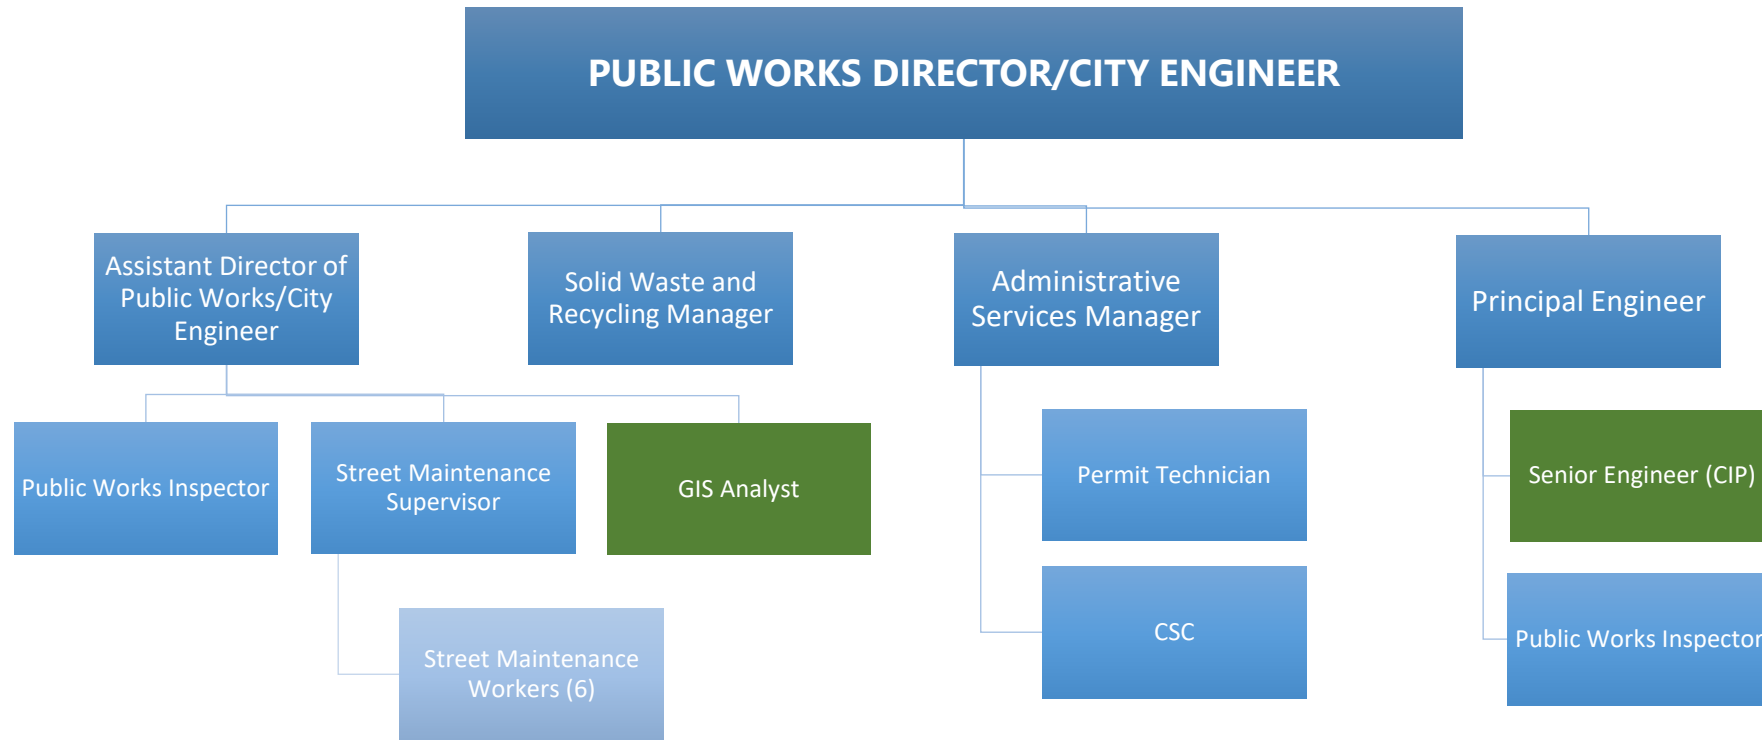 PUBLIC WORKS DIRECTOR/CITY ENGINEER
Assistant Director of
Public Works/City
Engineer
Solid Waste and
Recycling Manager
Administrative
Services Manager
Principal Engineer
Public Works Inspector
Street Maintenance
Supervisor
GIS Analyst
Permit Technician
Senior Engineer (CIP)
Street Maintenance
Workers (6)
CSC
Public Works Inspector